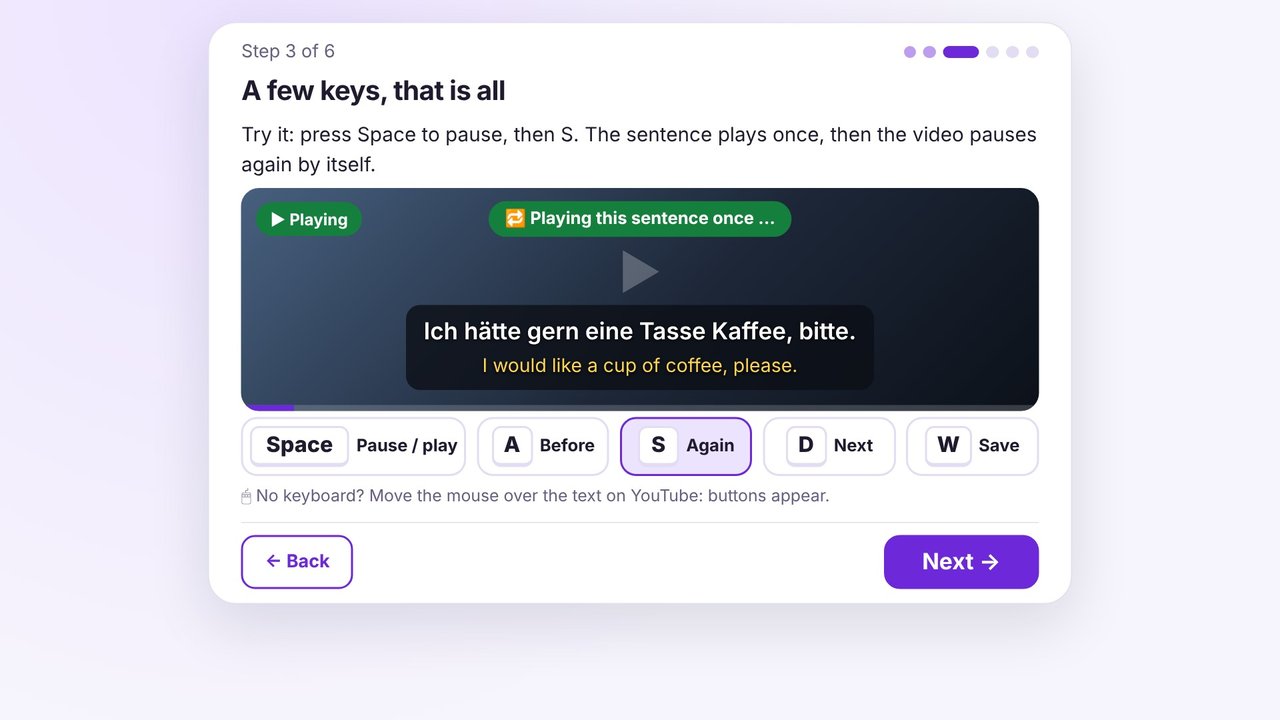 Step 3 of 6
A few keys, that is all
Try it: press Space to pause, then S. The sentence plays once, then the video pauses
again by itself.
▶ Playing
🔁 Playing this sentence once ...
Ich hätte gern eine Tasse Kaffee, bitte.
I would like a cup of coffee, please.
Space Pause / play
A Before
S Again
D Next
W Save
🖱 No keyboard? Move the mouse over the text on YouTube: buttons appear.
← Back
Next →